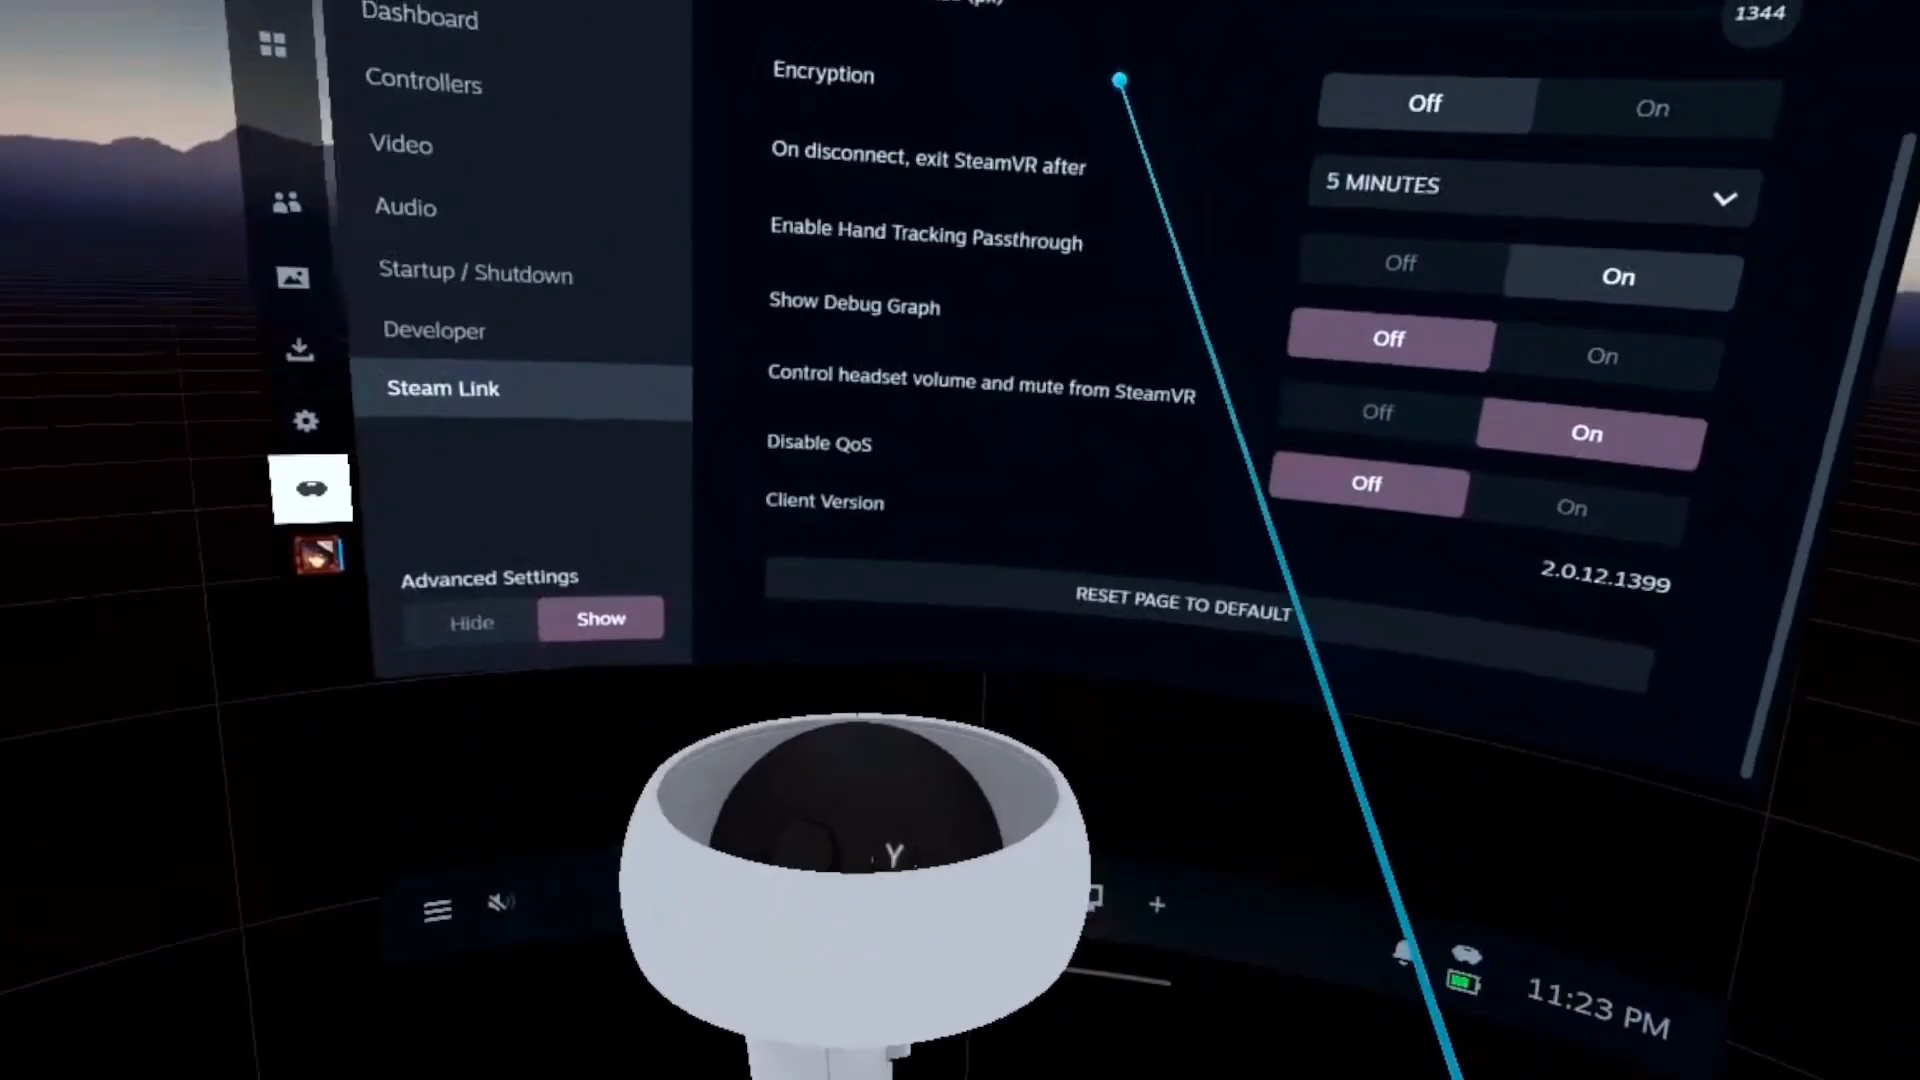 Dashboard
Controllers
Video
Audio
Startup / Shutdown
Developer
Steam Link
Advanced Settings
Hide Show
(px)
1344
Encryption
Off On
On disconnect, exit SteamVR after
5 MINUTES
Enable Hand Tracking Passthrough
Off On
Show Debug Graph
Off On
Control headset volume and mute from SteamVR
Off On
Disable QoS
Off On
Client Version
2.0.12.1399
RESET PAGE TO DEFAULT
Y
11:23 PM